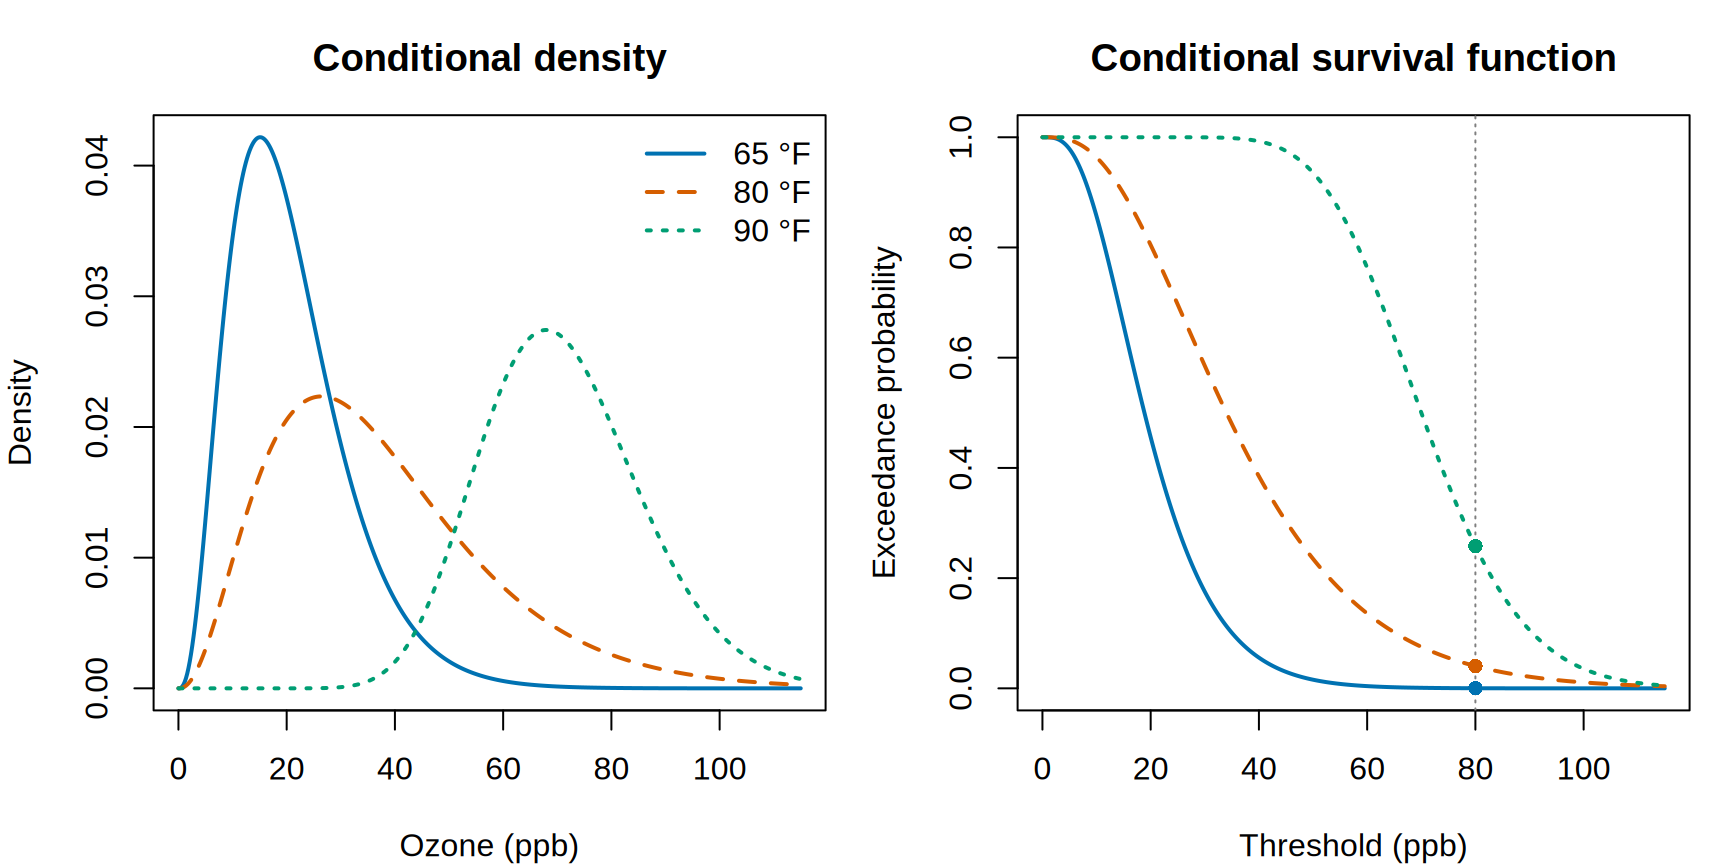 Conditional density
65 °F
80 °F
90 °F
Density
0.00
0.01
0.02
0.03
0.04
0 20 40 60 80 100
Ozone (ppb)
Conditional survival function
Exceedance probability
0.0
0.2
0.4
0.6
0.8
1.0
0 20 40 60 80 100
Threshold (ppb)